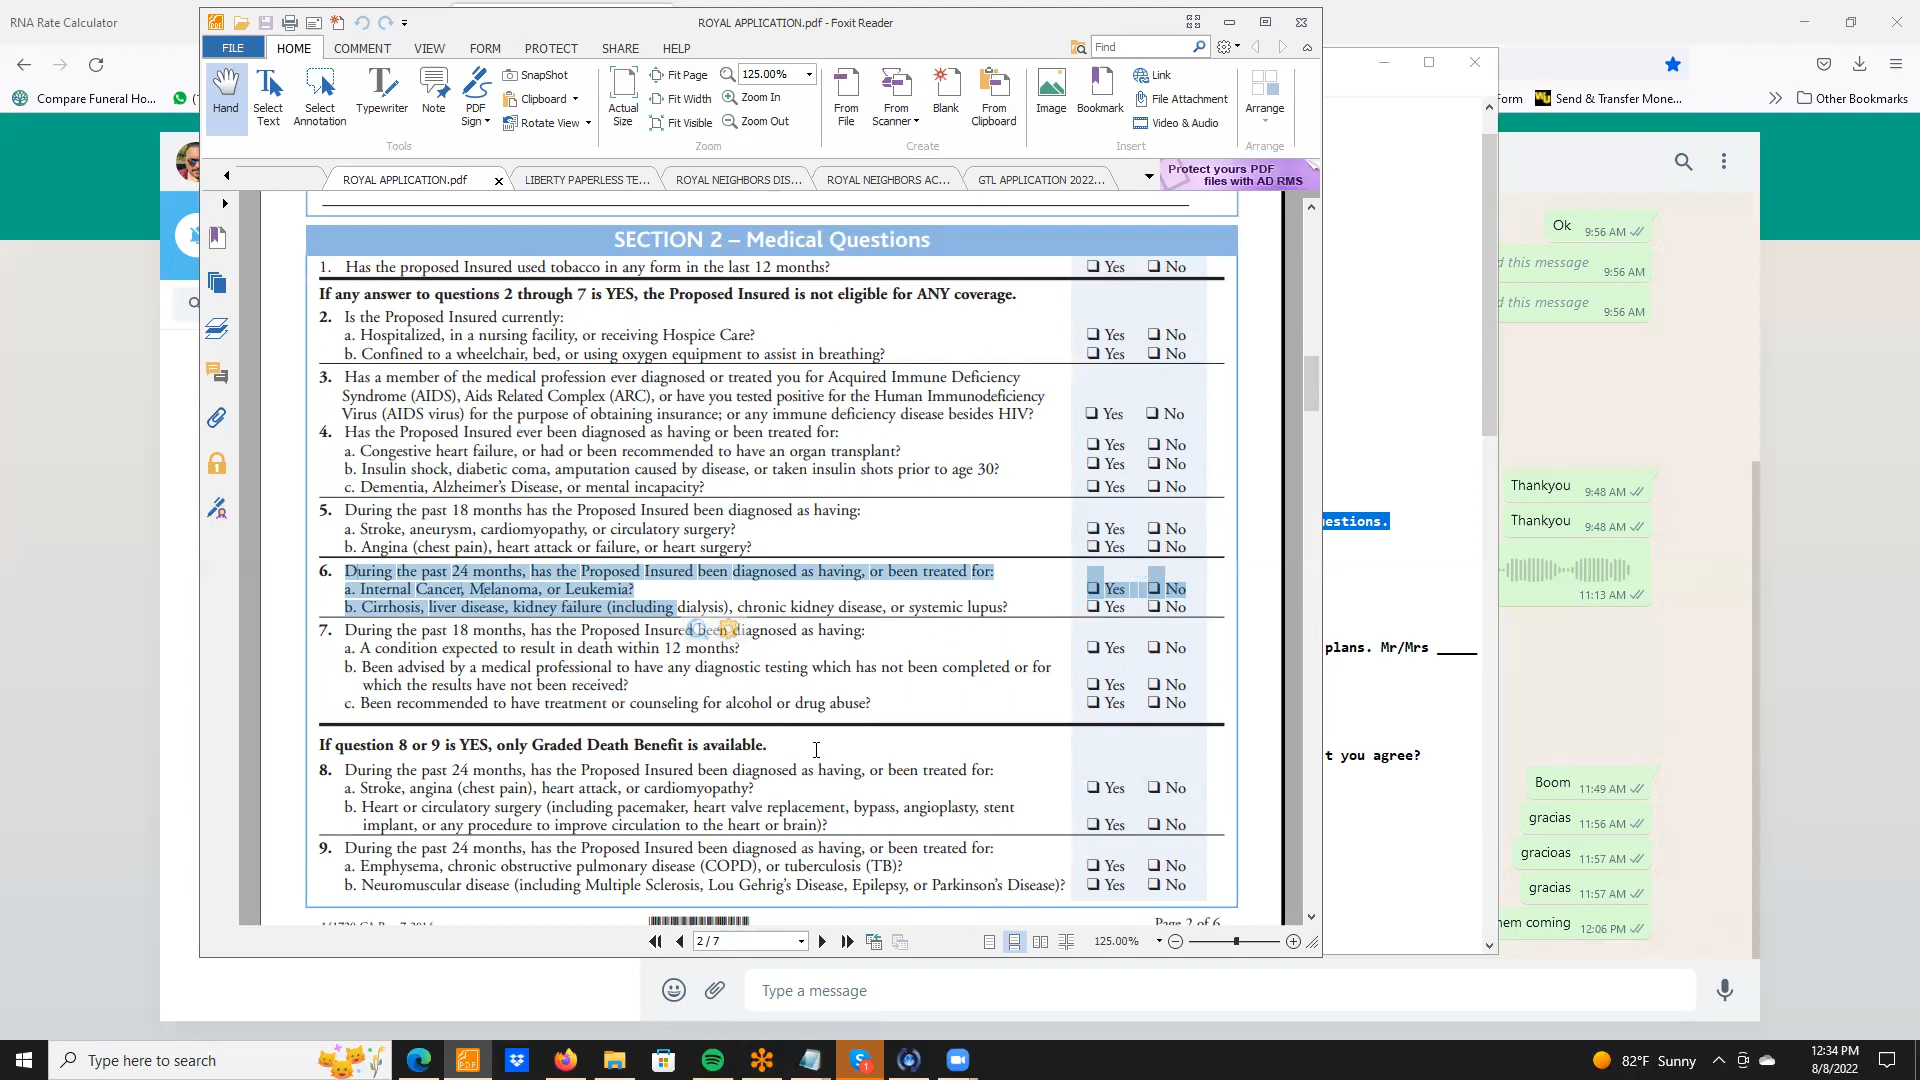 RNA Rate Calculator
ROYAL APPLICATION.pdf - Foxit Reader
FILE HOME COMMENT VIEW FORM PROTECT SHARE HELP
Find
Hand
Select Text
Select Annotation
Typewriter
Note
PDF Sign
SnapShot
Clipboard
Rotate View
Tools
Actual Size
Fit Page
Fit Width
Fit Visible
125.00%
Zoom In
Zoom Out
Zoom
From File
From Scanner
Blank
From Clipboard
Create
Image
Bookmark
Link
File Attachment
Video & Audio
Insert
Arrange
Arrange
Compare Funeral Ho...
orm
Send & Transfer Mone...
Other Bookmarks
ROYAL APPLICATION.pdf
LIBERTY PAPERLESS TE...
ROYAL NEIGHBORS DIS...
ROYAL NEIGHBORS AC...
GTL APPLICATION 2022...
Protect yours PDF
files with AD RMS
SECTION 2 – Medical Questions
1. Has the proposed Insured used tobacco in any form in the last 12 months? Yes No
If any answer to questions 2 through 7 is YES, the Proposed Insured is not eligible for ANY coverage.
2. Is the Proposed Insured currently:
a. Hospitalized, in a nursing facility, or receiving Hospice Care? Yes No
b. Confined to a wheelchair, bed, or using oxygen equipment to assist in breathing? Yes No
3. Has a member of the medical profession ever diagnosed or treated you for Acquired Immune Deficiency
Syndrome (AIDS), Aids Related Complex (ARC), or have you tested positive for the Human Immunodeficiency
Virus (AIDS virus) for the purpose of obtaining insurance; or any immune deficiency disease besides HIV? Yes No
4. Has the Proposed Insured ever been diagnosed as having or been treated for:
a. Congestive heart failure, or had or been recommended to have an organ transplant? Yes No
b. Insulin shock, diabetic coma, amputation caused by disease, or taken insulin shots prior to age 30? Yes No
c. Dementia, Alzheimer's Disease, or mental incapacity? Yes No
5. During the past 18 months has the Proposed Insured been diagnosed as having:
a. Stroke, aneurysm, cardiomyopathy, or circulatory surgery? Yes No
b. Angina (chest pain), heart attack or failure, or heart surgery? Yes No
6. During the past 24 months, has the Proposed Insured been diagnosed as having, or been treated for:
a. Internal Cancer, Melanoma, or Leukemia? Yes No
b. Cirrhosis, liver disease, kidney failure (including dialysis), chronic kidney disease, or systemic lupus? Yes No
7. During the past 18 months, has the Proposed Insured been diagnosed as having:
a. A condition expected to result in death within 12 months? Yes No
b. Been advised by a medical professional to have any diagnostic testing which has not been completed or for
which the results have not been received? Yes No
c. Been recommended to have treatment or counseling for alcohol or drug abuse? Yes No
If question 8 or 9 is YES, only Graded Death Benefit is available.
8. During the past 24 months, has the Proposed Insured been diagnosed as having, or been treated for:
a. Stroke, angina (chest pain), heart attack, or cardiomyopathy? Yes No
b. Heart or circulatory surgery (including pacemaker, heart valve replacement, bypass, angioplasty, stent
implant, or any procedure to improve circulation to the heart or brain)? Yes No
9. During the past 24 months, has the Proposed Insured been diagnosed as having, or been treated for:
a. Emphysema, chronic obstructive pulmonary disease (COPD), or tuberculosis (TB)? Yes No
b. Neuromuscular disease (including Multiple Sclerosis, Lou Gehrig's Disease, Epilepsy, or Parkinson's Disease)? Yes No
Page 2 of 6
2 / 7
125.00%
estions.
plans. Mr/Mrs _____
t you agree?
Ok 9:56 AM
d this message
9:56 AM
d this message
9:56 AM
Thankyou 9:48 AM
Thankyou 9:48 AM
11:13 AM
Boom 11:49 AM
gracias 11:56 AM
gracioas 11:57 AM
gracias 11:57 AM
hem coming 12:06 PM
Type a message
Type here to search
82°F Sunny
12:34 PM
8/8/2022